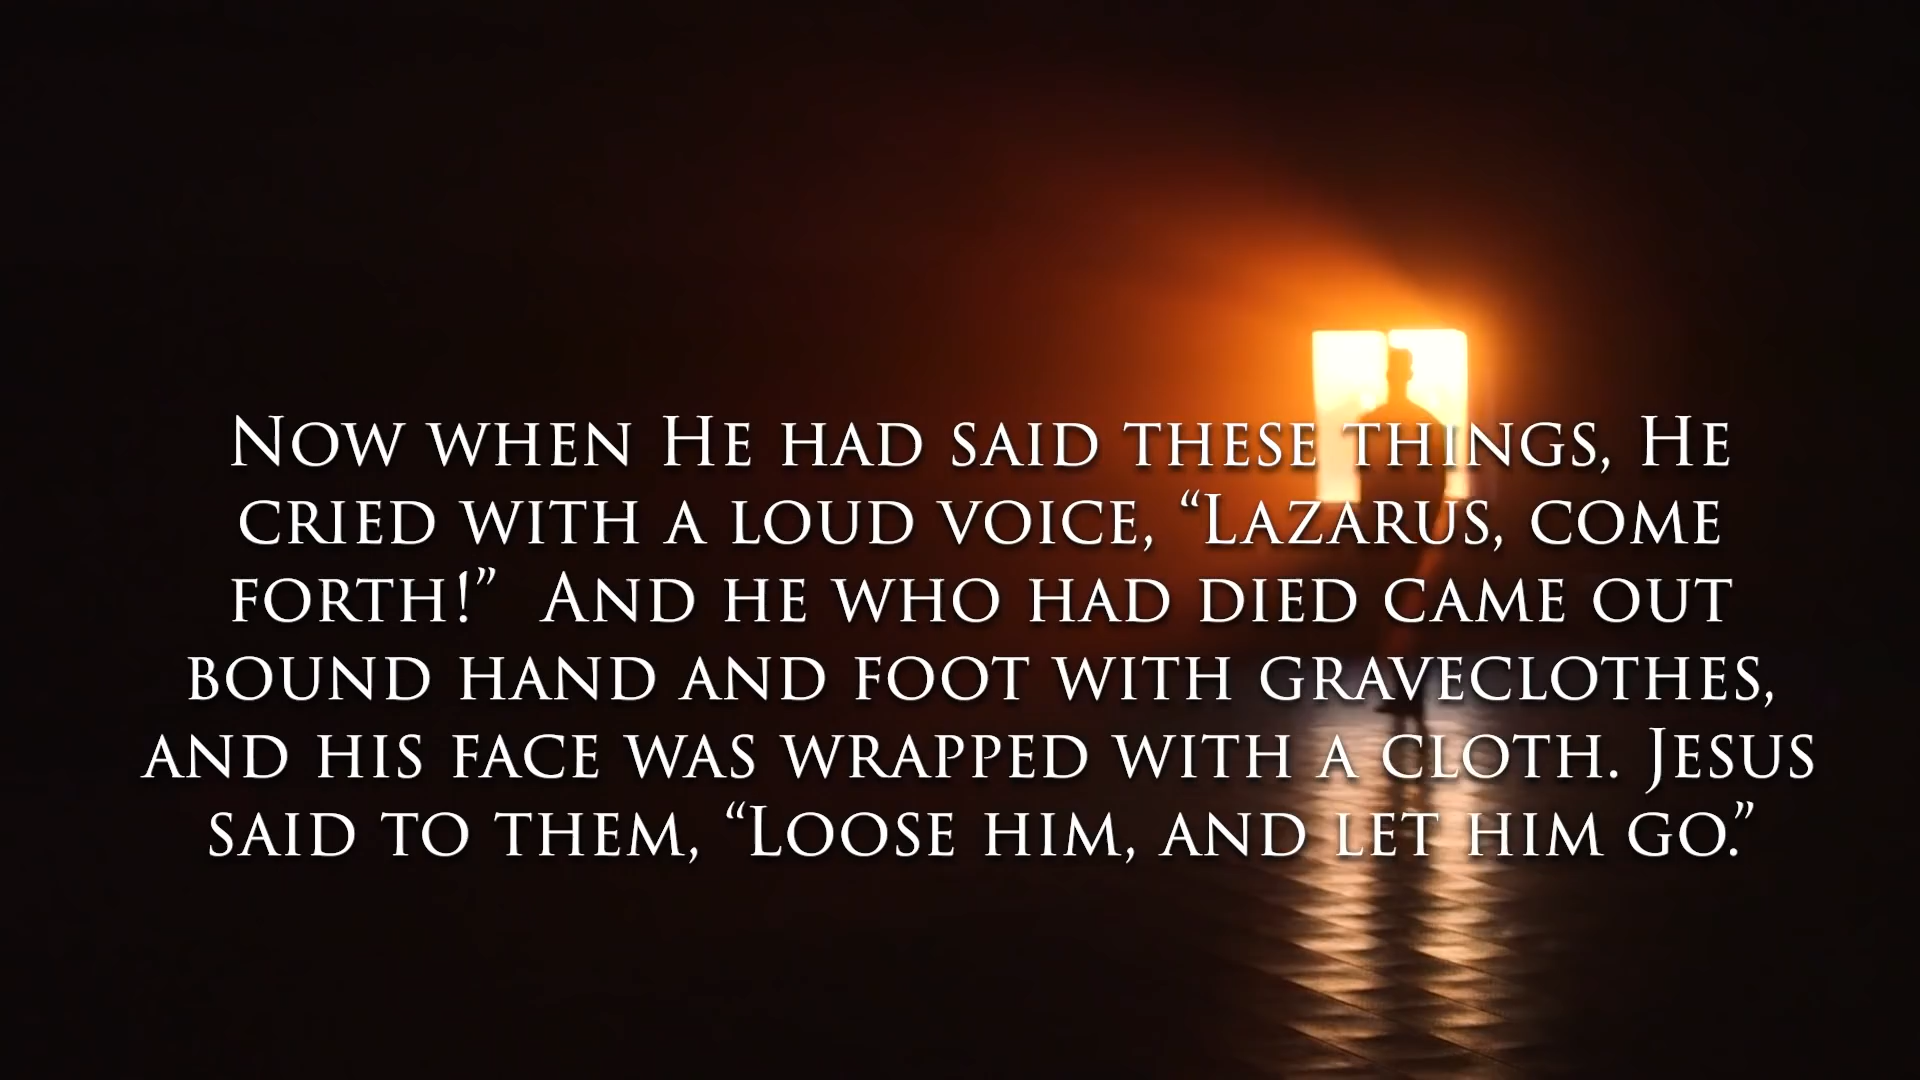 Now when He had said these things, He
cried with a loud voice, “Lazarus, come
forth!”  And he who had died came out
bound hand and foot with graveclothes,
and his face was wrapped with a cloth. Jesus
said to them, “Loose him, and let him go.”